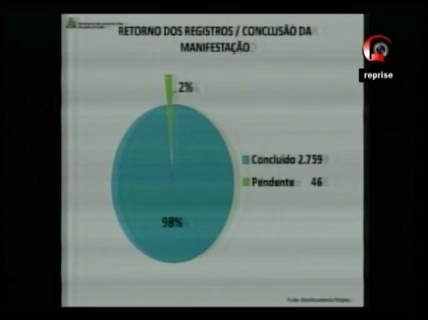 RETORNO DOS REGISTROS / CONCLUSÃO DA
MANIFESTAÇÃO
reprise
2%
Concluído 2.759
Pendente 46
98%